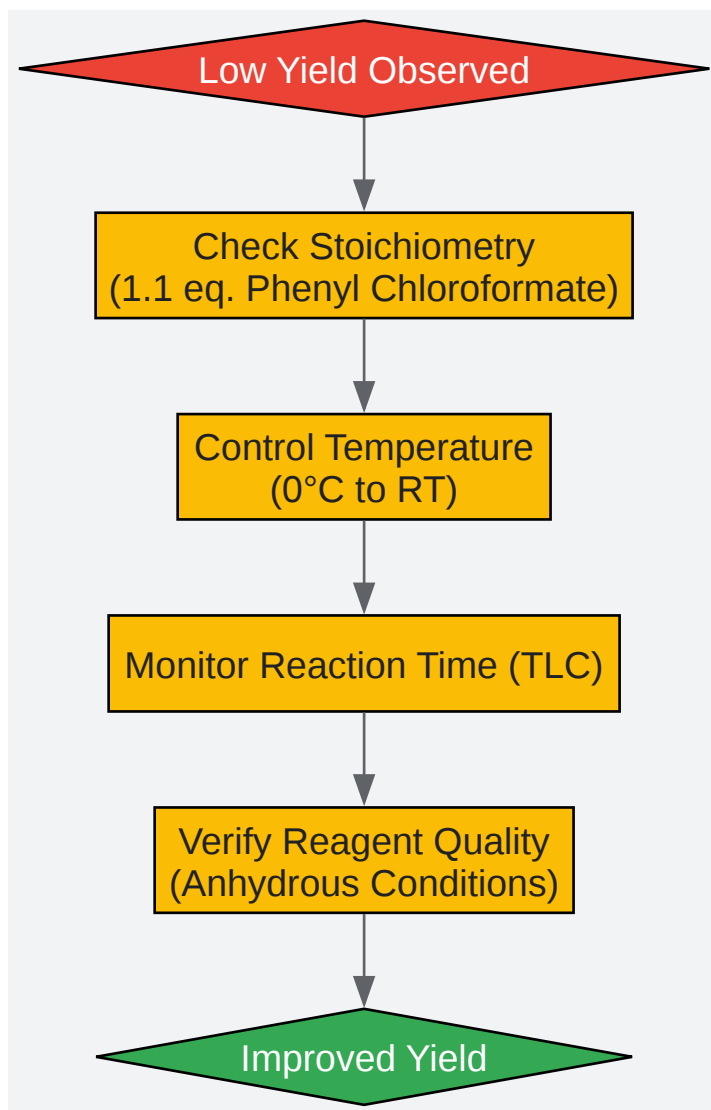 Low Yield Observed
Check Stoichiometry
(1.1 eq. Phenyl Chloroformate)
Control Temperature
(0°C to RT)
Monitor Reaction Time (TLC)
Verify Reagent Quality
(Anhydrous Conditions)
Improved Yield